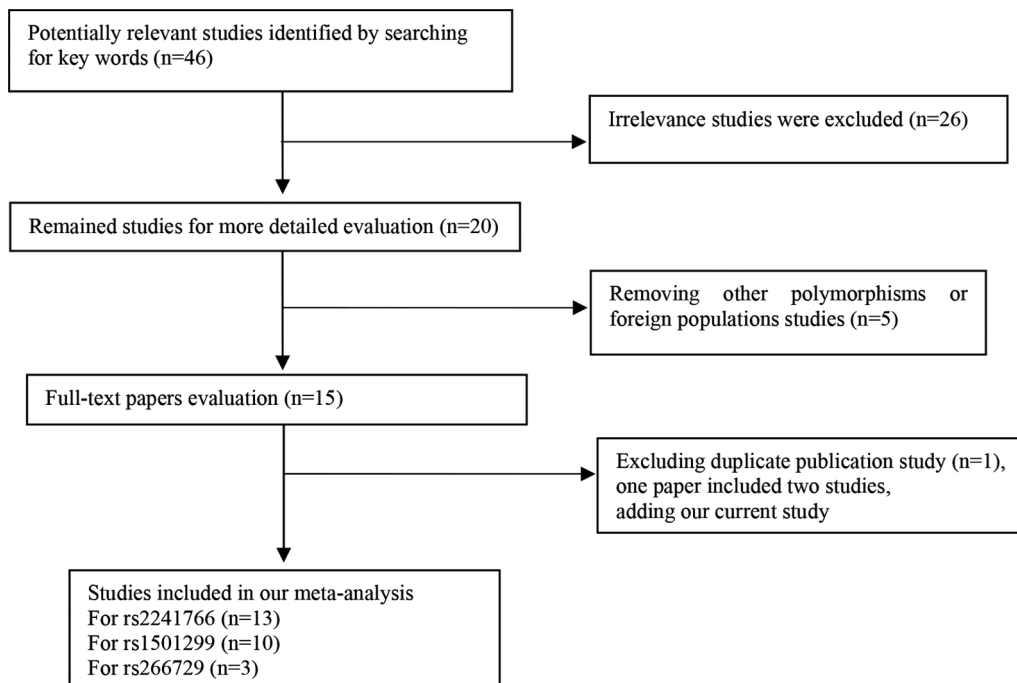 Potentially relevant studies identified by searching
for key words (n=46)
Irrelevance studies were excluded (n=26)
Remained studies for more detailed evaluation (n=20)
Removing other polymorphisms or
foreign populations studies (n=5)
Full-text papers evaluation (n=15)
Excluding duplicate publication study (n=1),
one paper included two studies,
adding our current study
Studies included in our meta-analysis
For rs2241766 (n=13)
For rs1501299 (n=10)
For rs266729 (n=3)